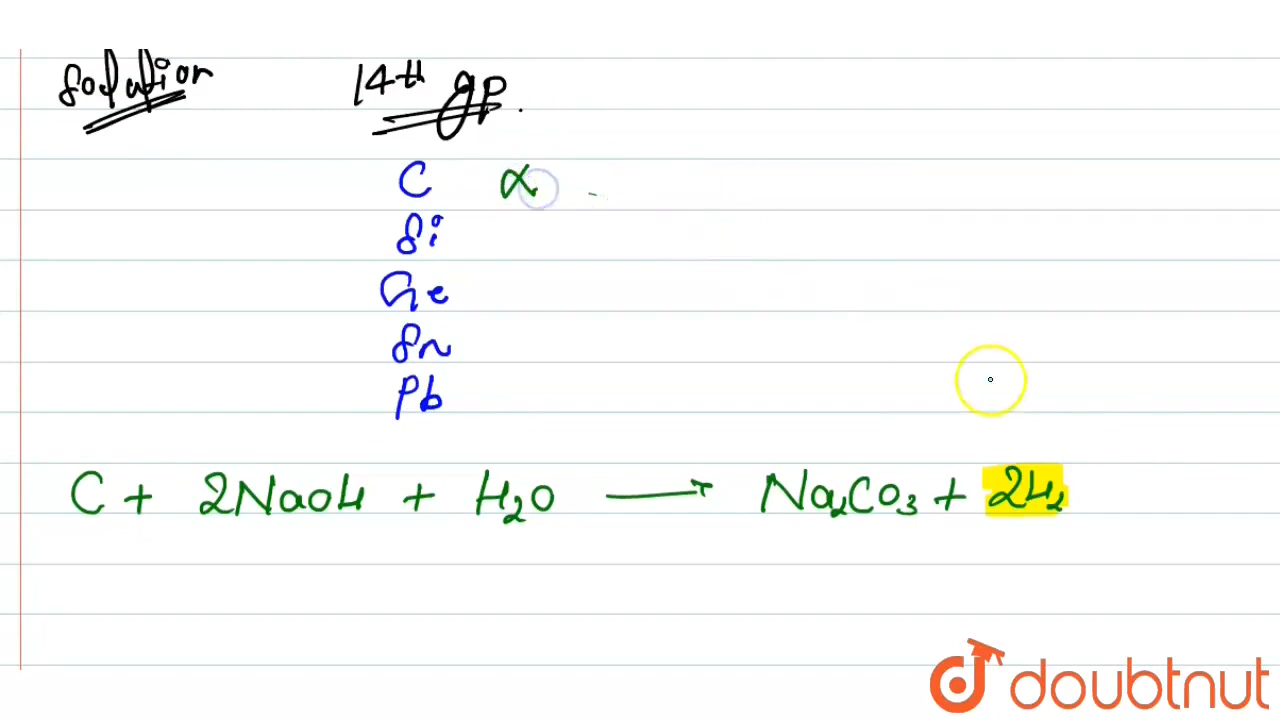 Solution 14th gp.
C α
Si
Ge
Sn
Pb
C + 2NaOH + H₂O → Na₂CO₃ + 2H₂
doubtnut